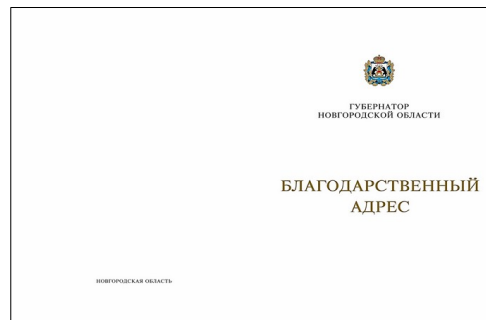 ГУБЕРНАТОР
НОВГОРОДСКОЙ ОБЛАСТИ
БЛАГОДАРСТВЕННЫЙ
АДРЕС
НОВГОРОДСКАЯ ОБЛАСТЬ